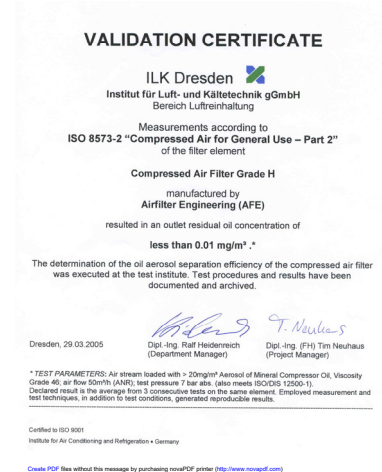 VALIDATION CERTIFICATE
ILK Dresden
Institut für Luft- und Kältetechnik gGmbH
Bereich Luftreinhaltung
Measurements according to
ISO 8573-2 “Compressed Air for General Use – Part 2”
of the filter element
Compressed Air Filter Grade H
manufactured by
Airfilter Engineering (AFE)
resulted in an outlet residual oil concentration of
less than 0.01 mg/m³ .*
The determination of the oil aerosol separation efficiency of the compressed air filter
was executed at the test institute. Test procedures and results have been
documented and archived.
T. Neuhaus
Dresden, 29.03.2005 Dipl.-Ing. Ralf Heidenreich Dipl.-Ing. (FH) Tim Neuhaus
(Department Manager) (Project Manager)
* TEST PARAMETERS: Air stream loaded with > 20mg/m³ Aerosol of Mineral Compressor Oil, Viscosity
Grade 46; air flow 50m³/h (ANR); test pressure 7 bar abs. (also meets ISO/DIS 12500-1).
Declared result is the average from 3 consecutive tests on the same element. Employed measurement and
test techniques, in addition to test conditions, generated reproducible results.
Certified to ISO 9001
Institute for Air Conditioning and Refrigeration • Germany
Create PDF files without this message by purchasing novaPDF printer (http://www.novapdf.com)